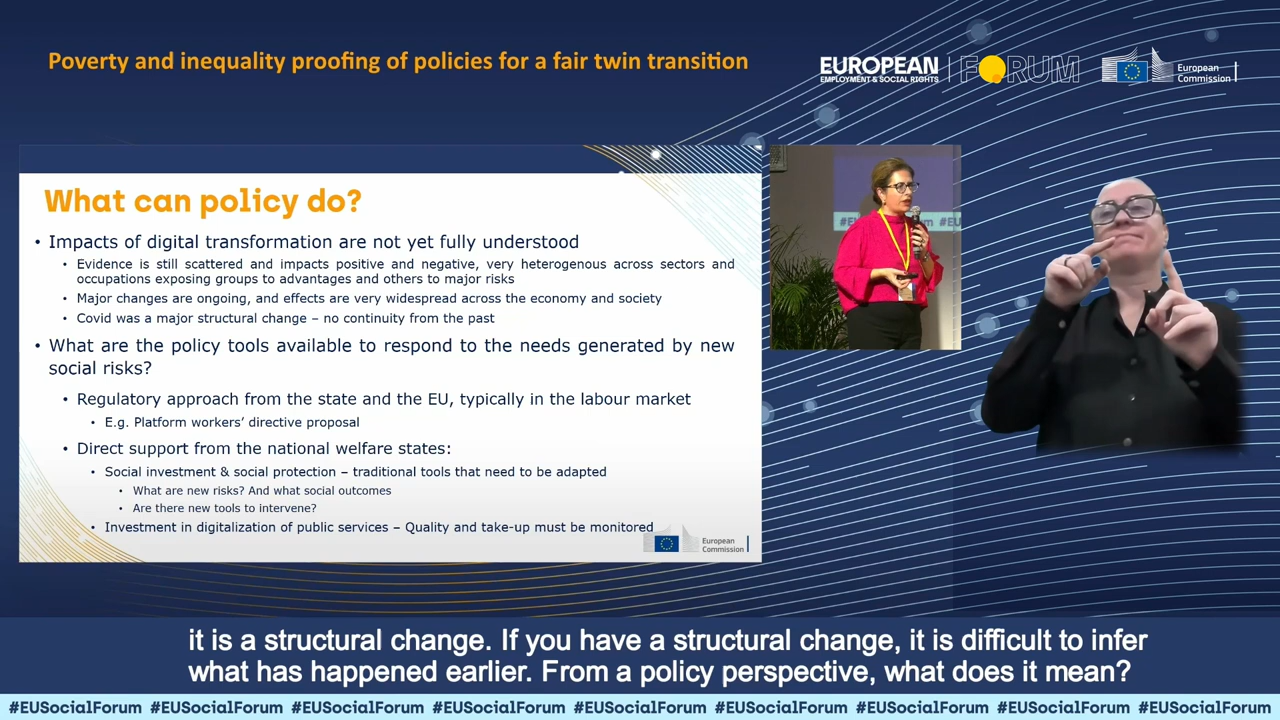 Poverty and inequality proofing of policies for a fair twin transition
EUROPEAN
EMPLOYMENT & SOCIAL RIGHTS
FORUM
European
Commission
What can policy do?
• Impacts of digital transformation are not yet fully understood
• Evidence is still scattered and impacts positive and negative, very heterogenous across sectors and
occupations exposing groups to advantages and others to major risks
• Major changes are ongoing, and effects are very widespread across the economy and society
• Covid was a major structural change – no continuity from the past
• What are the policy tools available to respond to the needs generated by new
social risks?
• Regulatory approach from the state and the EU, typically in the labour market
• E.g. Platform workers' directive proposal
• Direct support from the national welfare states:
• Social investment & social protection – traditional tools that need to be adapted
• What are new risks? And what social outcomes
• Are there new tools to intervene?
• Investment in digitalization of public services – Quality and take-up must be monitored
European
Commission
it is a structural change. If you have a structural change, it is difficult to infer
what has happened earlier. From a policy perspective, what does it mean?
#EUSocialForum #EUSocialForum #EUSocialForum #EUSocialForum #EUSocialForum #EUSocialForum #EUSocialForum #EUSocialForum #EUSocialForum